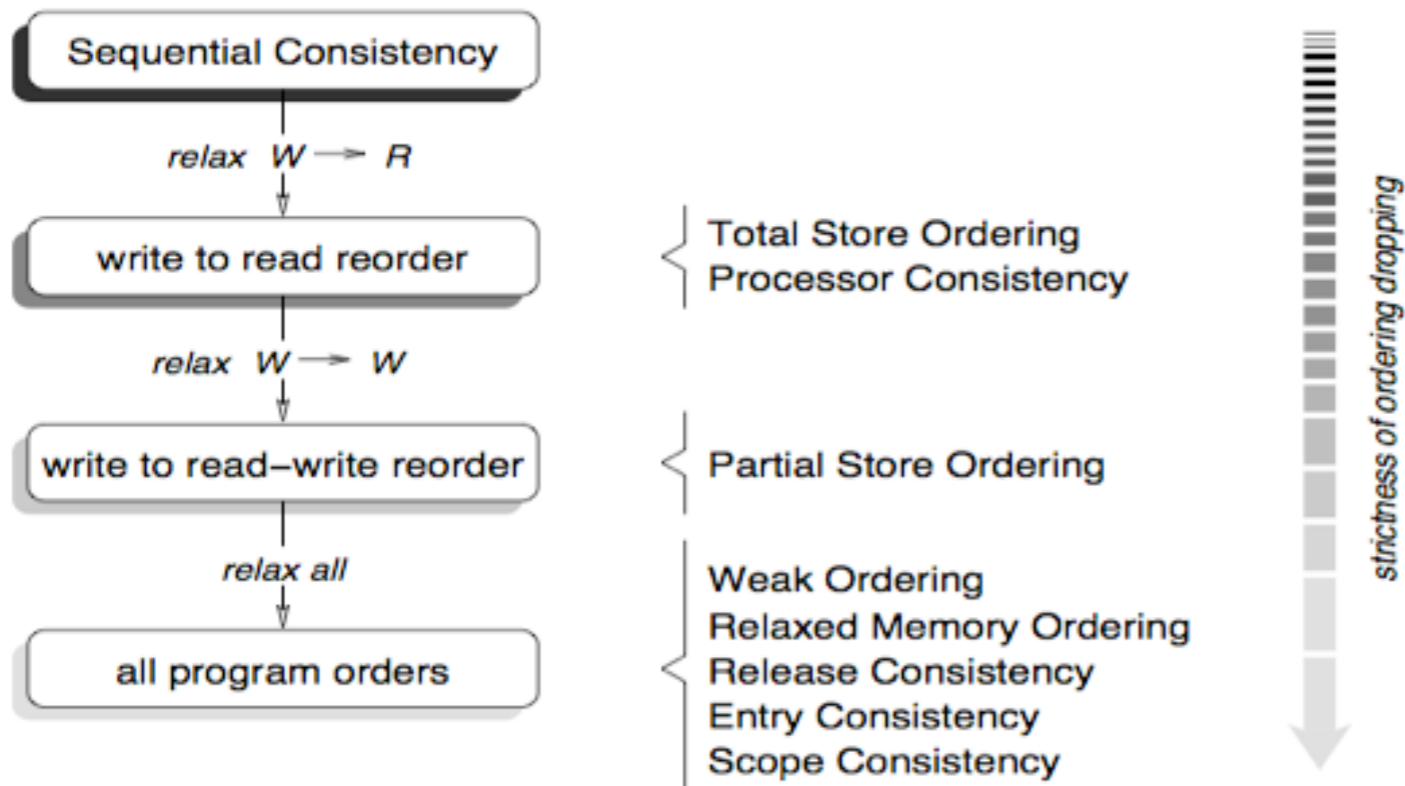 Sequential Consistency
relax W → R
write to read reorder
Total Store Ordering
Processor Consistency
relax W → W
write to read–write reorder
Partial Store Ordering
relax all
all program orders
Weak Ordering
Relaxed Memory Ordering
Release Consistency
Entry Consistency
Scope Consistency
strictness of ordering dropping